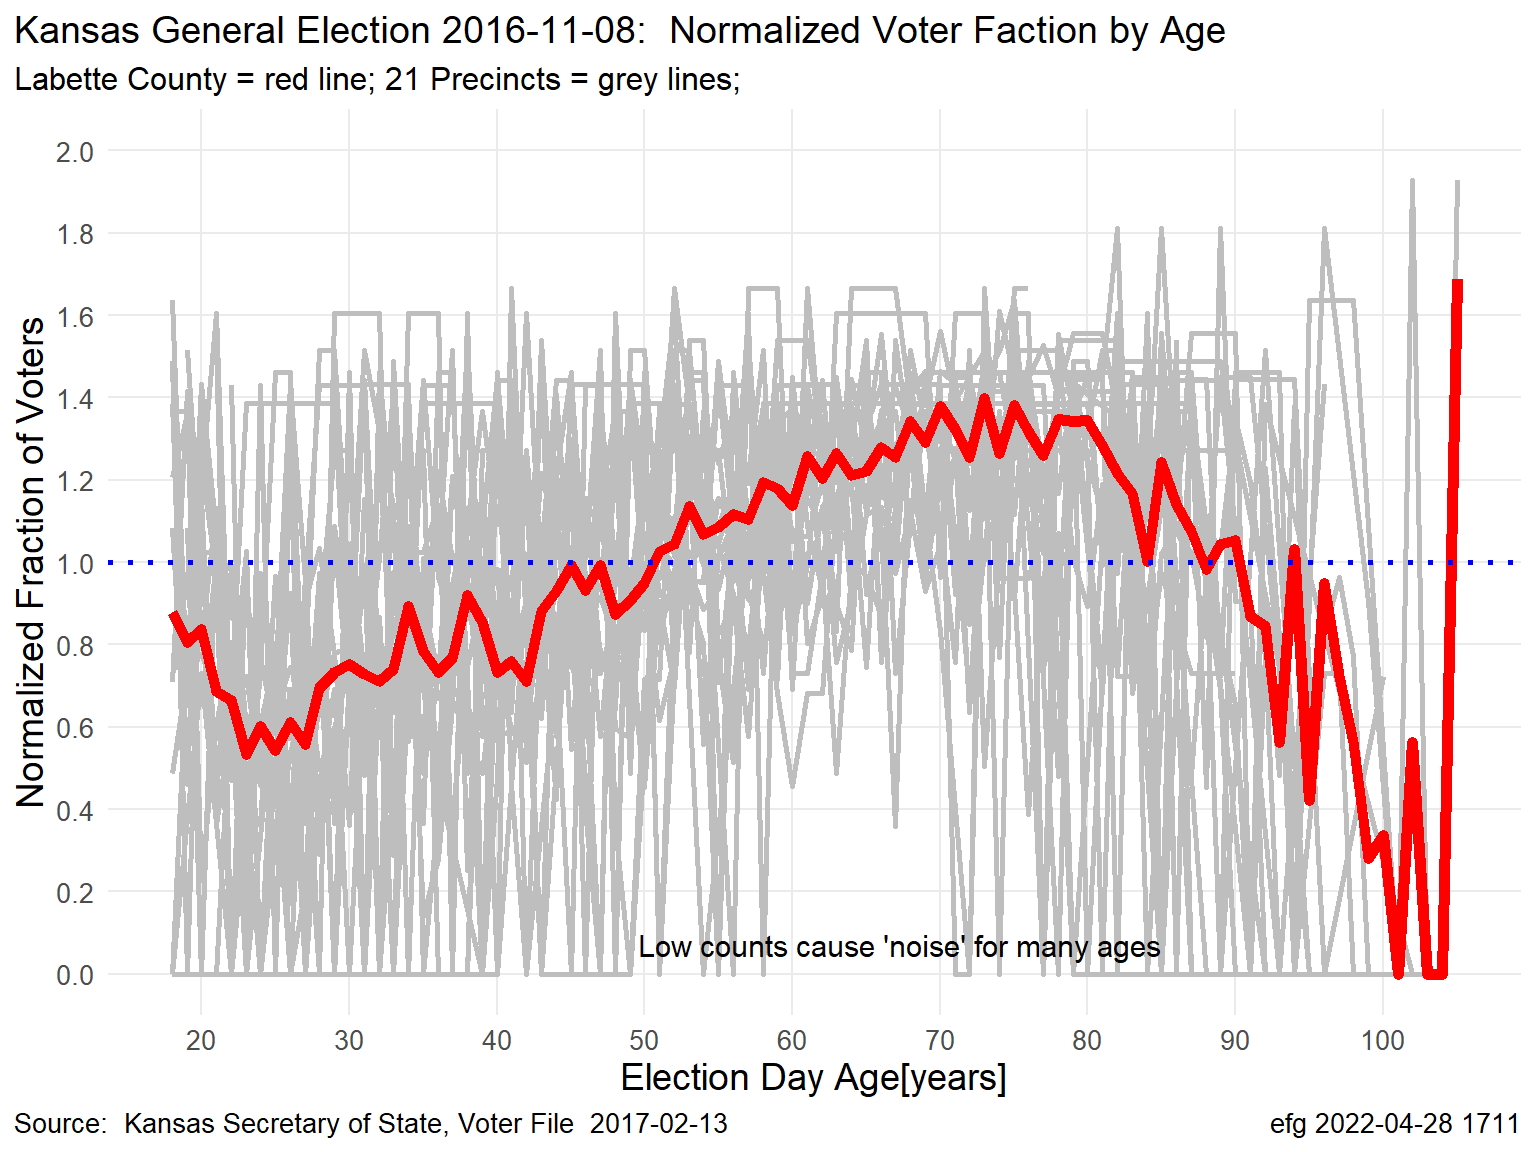 Kansas General Election 2016-11-08:  Normalized Voter Faction by Age
Labette County = red line; 21 Precincts = grey lines;
Normalized Fraction of Voters
2.0
1.8
1.6
1.4
1.2
1.0
0.8
0.6
0.4
0.2
0.0
Low counts cause 'noise' for many ages
20 30 40 50 60 70 80 90 100
Election Day Age[years]
Source:  Kansas Secretary of State, Voter File  2017-02-13
efg 2022-04-28 1711